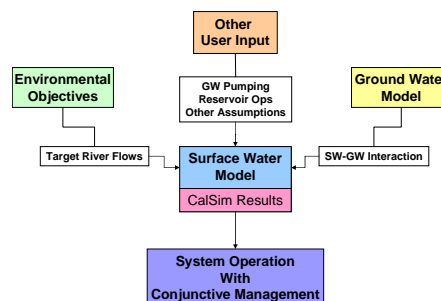 Other
User Input
Environmental
Objectives
GW Pumping
Reservoir Ops
Other Assumptions
Ground Water
Model
Target River Flows
Surface Water
Model
SW-GW Interaction
CalSim Results
System Operation
With
Conjunctive Management